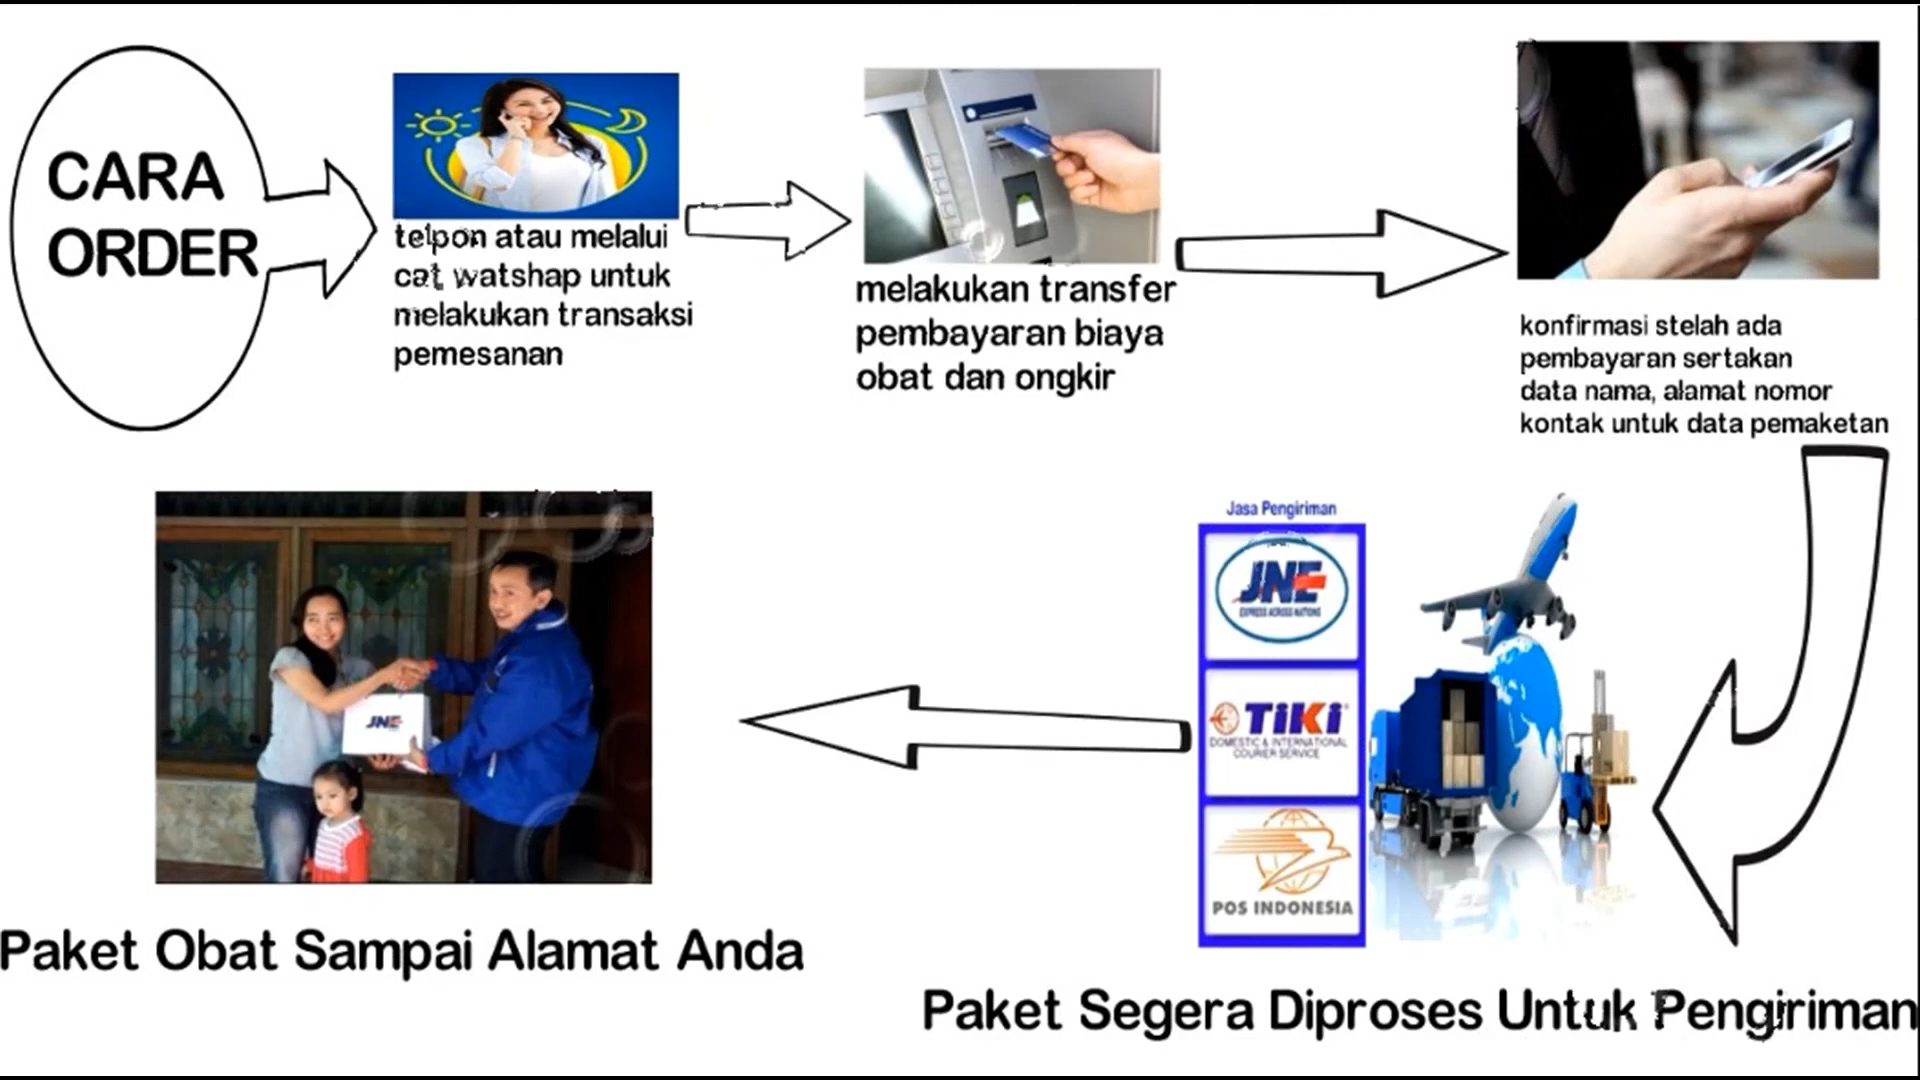 CARA
ORDER
telpon atau melalui
cat watshap untuk
melakukan transaksi
pemesanan
melakukan transfer
pembayaran biaya
obat dan ongkir
konfirmasi stelah ada
pembayaran sertakan
data nama, alamat nomor
kontak untuk data pemaketan
Jasa Pengiriman
JNE
EXPRESS ACROSS NATIONS
TIKI
DOMESTIC & INTERNATIONAL
COURIER SERVICE
POS INDONESIA
JNE
Paket Obat Sampai Alamat Anda
Paket Segera Diproses Untuk Pengiriman